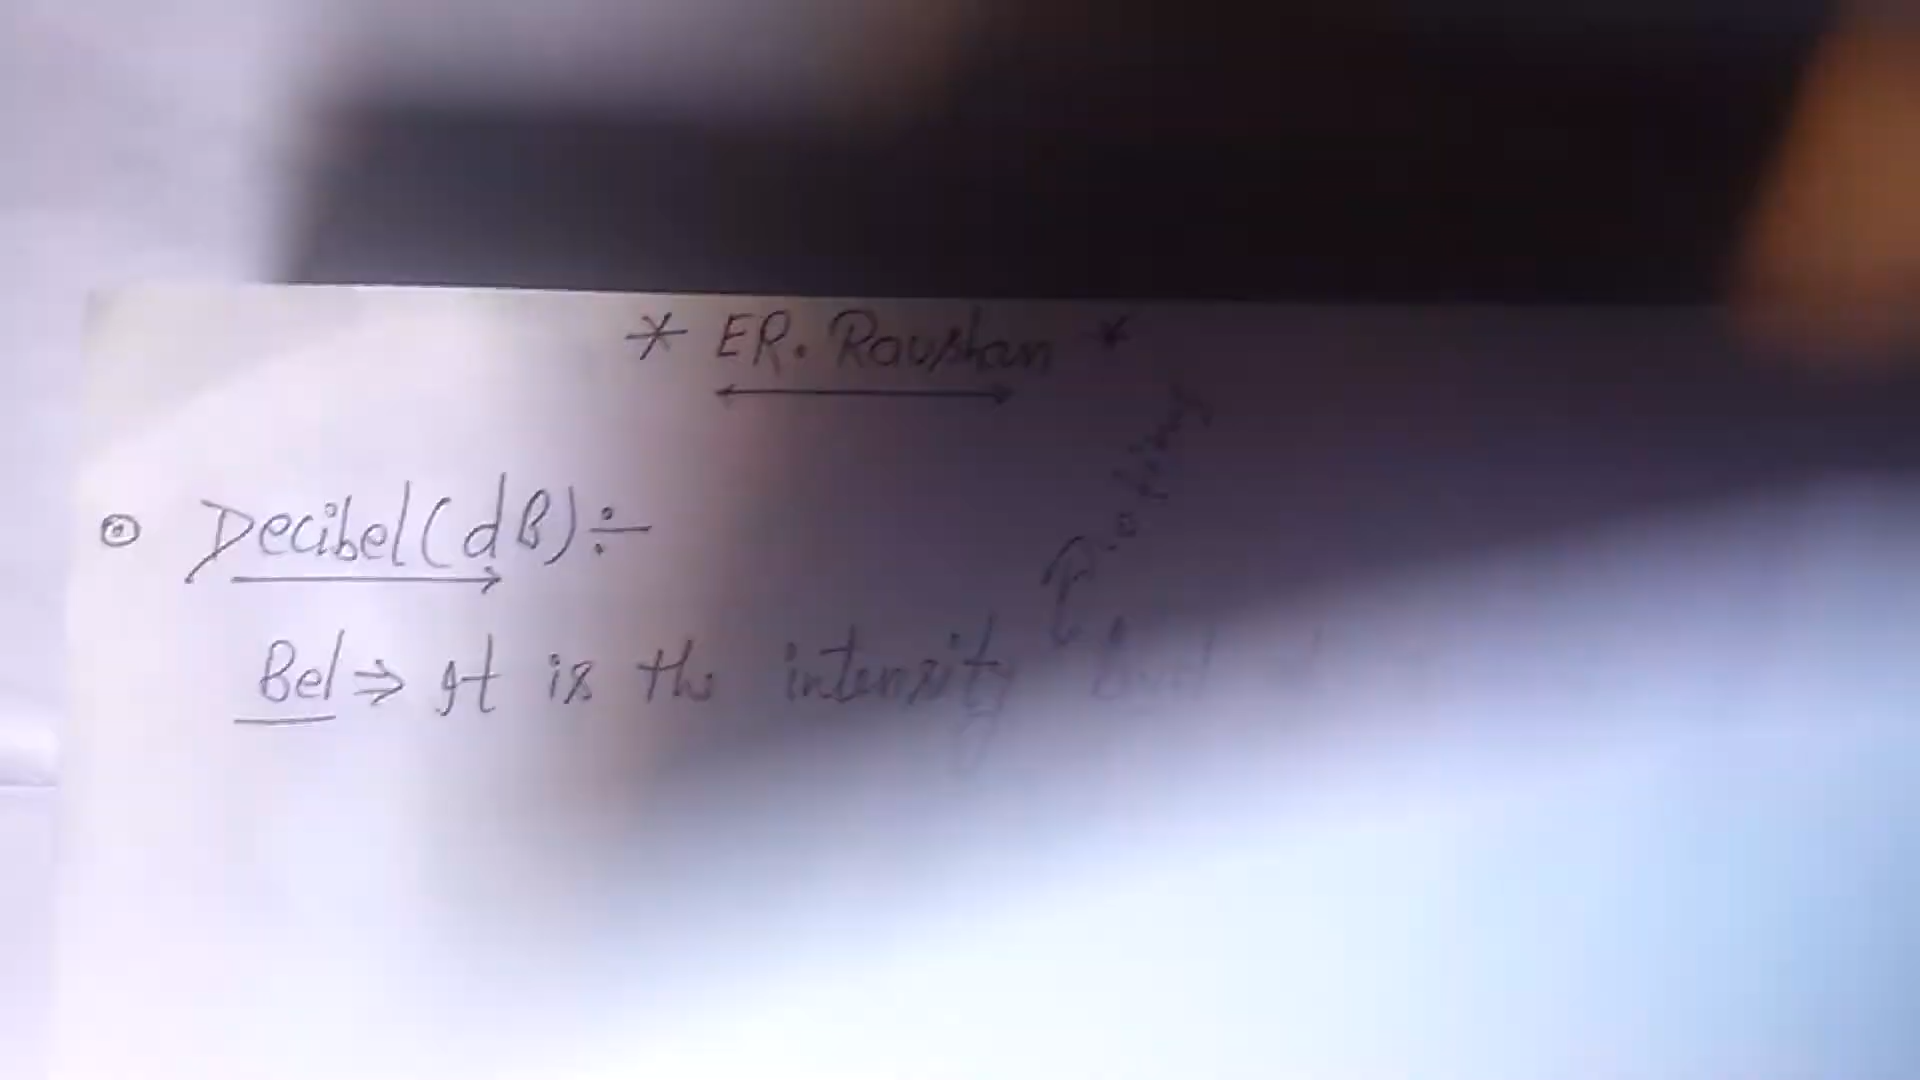 * ER. Raushan *
⊙ Decibel (dB) ÷
Bel ⇒ It is the intensity